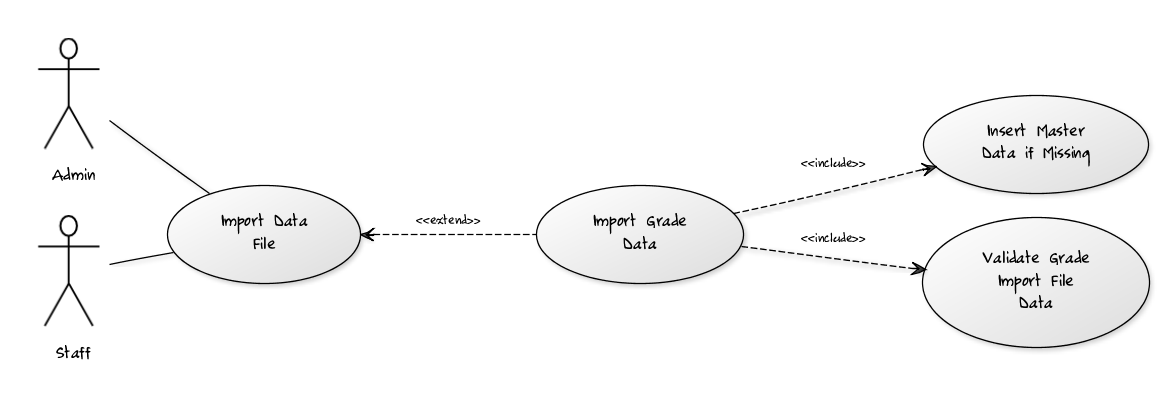 Admin
Staff
Import Data
File
<<extend>>
Import Grade
Data
<<include>>
<<include>>
Insert Master
Data if Missing
Validate Grade
Import File
Data